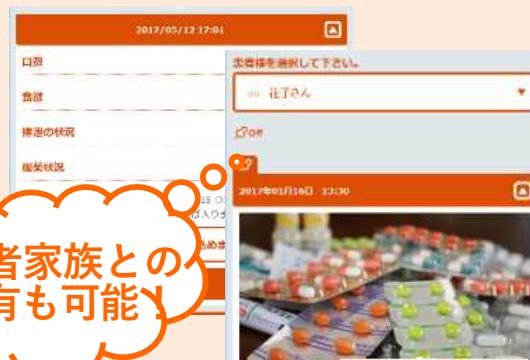 2017/05/12 17:01
食欲
排泄の状況
服薬状況
患者様を選択して下さい。
花子さん
2017年01月16日 13:30
者家族との
有も可能！